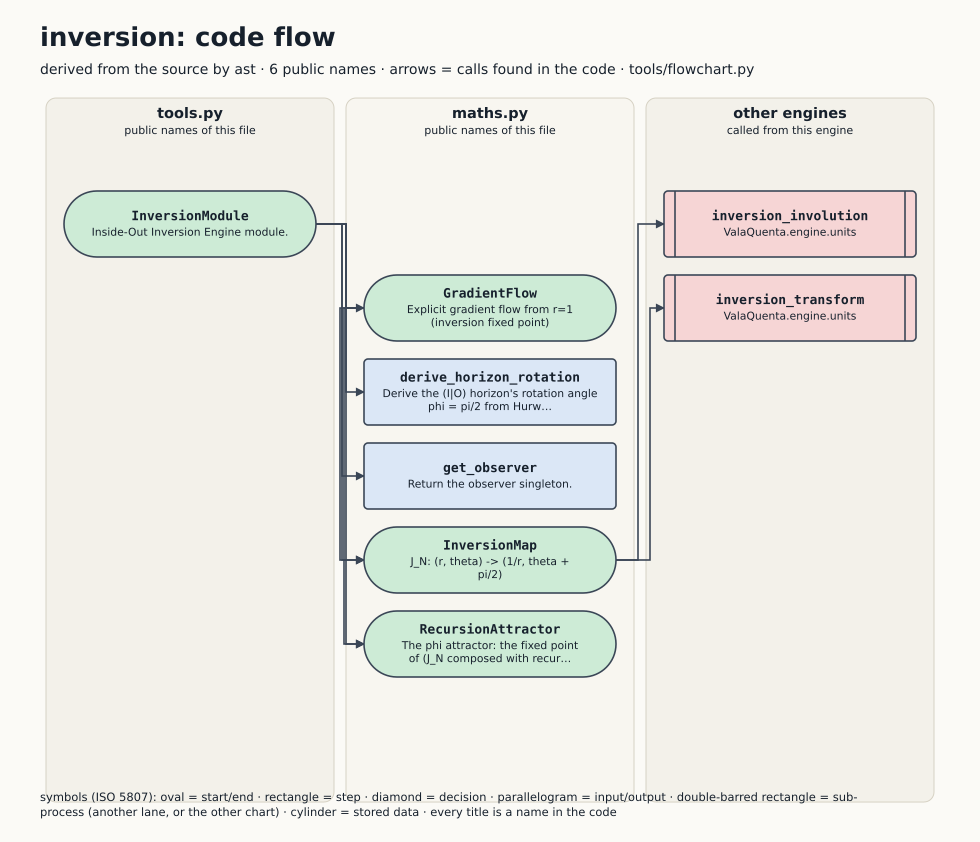 inversion: code flow
derived from the source by ast · 6 public names · arrows = calls found in the code · tools/flowchart.py
tools.py
public names of this file
InversionModule
Inside-Out Inversion Engine module.
maths.py
public names of this file
GradientFlow
Explicit gradient flow from r=1
(inversion fixed point)
derive_horizon_rotation
Derive the (I|O) horizon's rotation angle
phi = pi/2 from Hurw…
get_observer
Return the observer singleton.
InversionMap
J_N: (r, theta) -> (1/r, theta +
pi/2)
RecursionAttractor
The phi attractor: the fixed point
of (J_N composed with recur…
other engines
called from this engine
inversion_involution
ValaQuenta.engine.units
inversion_transform
ValaQuenta.engine.units
symbols (ISO 5807): oval = start/end · rectangle = step · diamond = decision · parallelogram = input/output · double-barred rectangle = sub-
process (another lane, or the other chart) · cylinder = stored data · every title is a name in the code